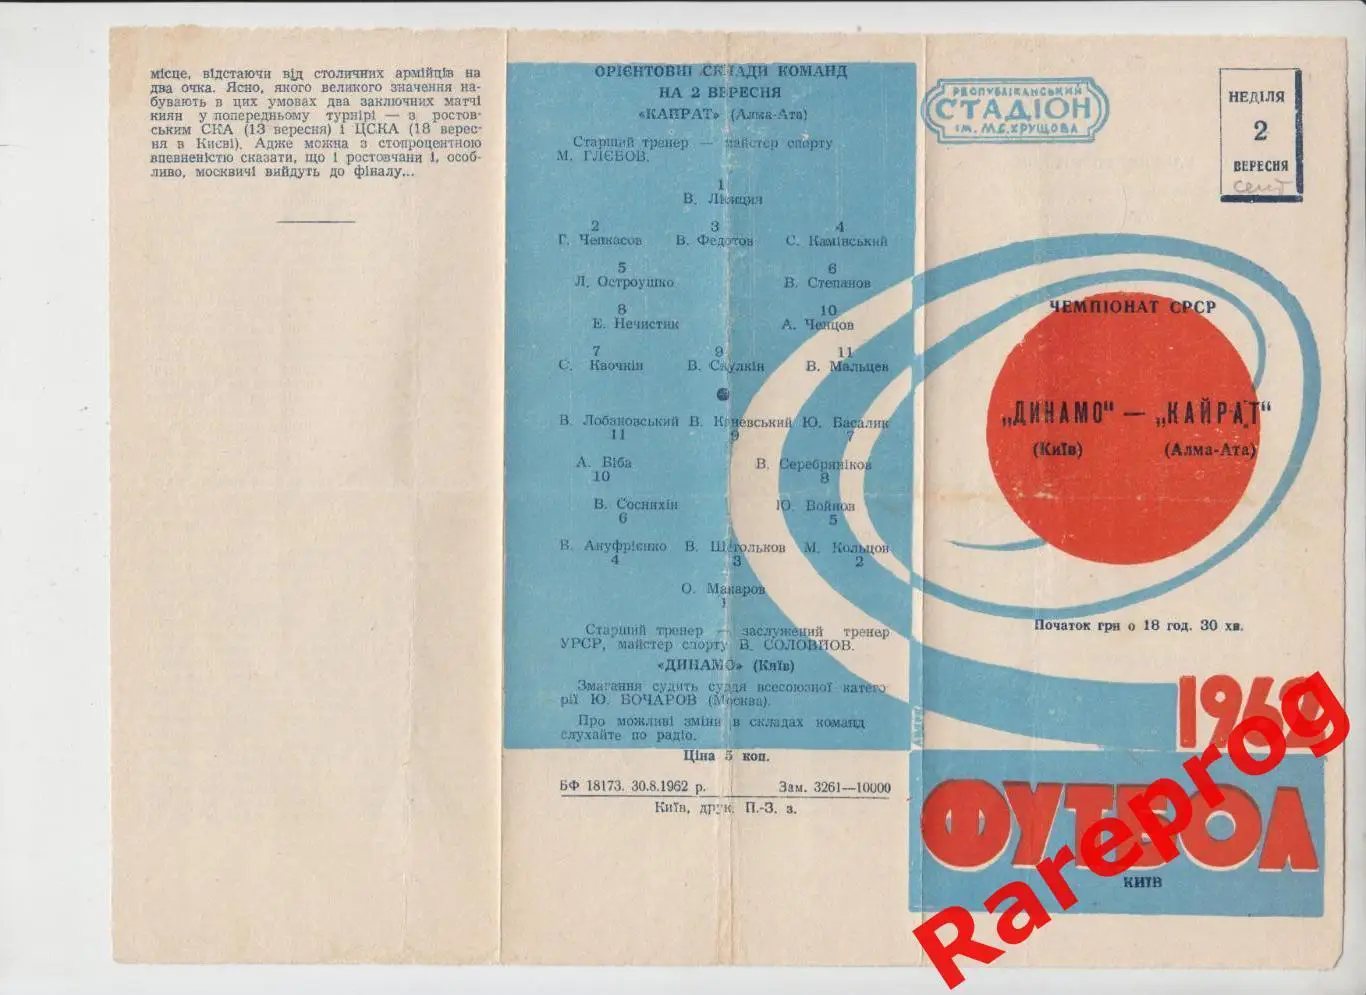 місце, відстаючи від столичних армійців на
два очка. Ясно, якого великого значення на-
бувають в цих умовах два заключних матчі
киян у попередньому турнірі — з ростов-
ським СКА (13 вересня) і ЦСКА (18 верес-
ня в Києві). Адже можна з стопроцентною
впевненістю сказати, що і ростовчани і, особ-
ливо, москвичі вийдуть до фіналу...
ОРІЄНТОВНІ СКЛАДИ КОМАНД
НА 2 ВЕРЕСНЯ
«КАЙРАТ» (Алма-Ата)
Старший тренер — майстер спорту
М. ГЛЄБОВ.
1
В. Лисицин
2 3 4
Г. Чепкасов В. Федотов С. Камінський
5 6
Л. Остроушко В. Степанов
8 10
Е. Нечистик А. Ченцов
7 9 11
С. Квочкін В. Скулкін В. Мальцев
В. Лобановський В. Каневський Ю. Басалик
11 9 7
А. Біба В. Серебряніков
10 8
В. Соснихін Ю. Войнов
6 5
В. Ануфрієнко В. Щегольков М. Кольцов
4 3 2
О. Макаров
1
Старший тренер — заслужений тренер
УРСР, майстер спорту В. СОЛОВЙОВ.
«ДИНАМО» (Київ)
Змагання судить суддя всесоюзної катего
рії Ю. БОЧАРОВ (Москва).
Про можливі зміни в складах команд
слухайте по радіо.
Ціна 5 коп.
БФ 18173. 30.8.1962 р. Зам. 3261—10000
Київ, друк. П.-З. з.
РЕСПУБЛІКАНСЬКИЙ
СТАДІОН
ІМ. М.С. ХРУЩОВА
НЕДІЛЯ
2
ВЕРЕСНЯ
сент
ЧЕМПІОНАТ СРСР
„ДИНАМО" — „КАЙРАТ"
(Київ) (Алма-Ата)
Початок гри о 18 год. 30 хв.
1962
ФУТБОЛ
КИЇВ
Rareprog